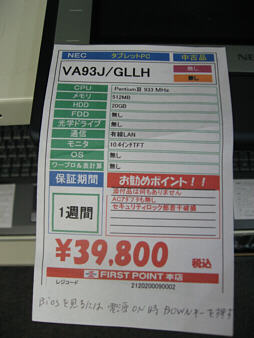 NEC タブレットPC 中古品
VA93J/GLLH 無し
無し
CPU PentiumⅢ 933 MHz
メモリ 512MB
HDD 20GB
FDD 無し
光学ドライブ 無し
通信 有線LAN
モニタ 10.4インチTFT
OS 無し
ワープロ&表計算 無し
保証期間 お勧めポイント!!
1週間
添付品は何もありません
ACアダプタも無し
セキュリティロック部若干破損
¥39,800 税込
FIRST POINT 本店
レジコード 2120200090002
Biosを見るには 電源ON時 DOWNキーを押す
NEC